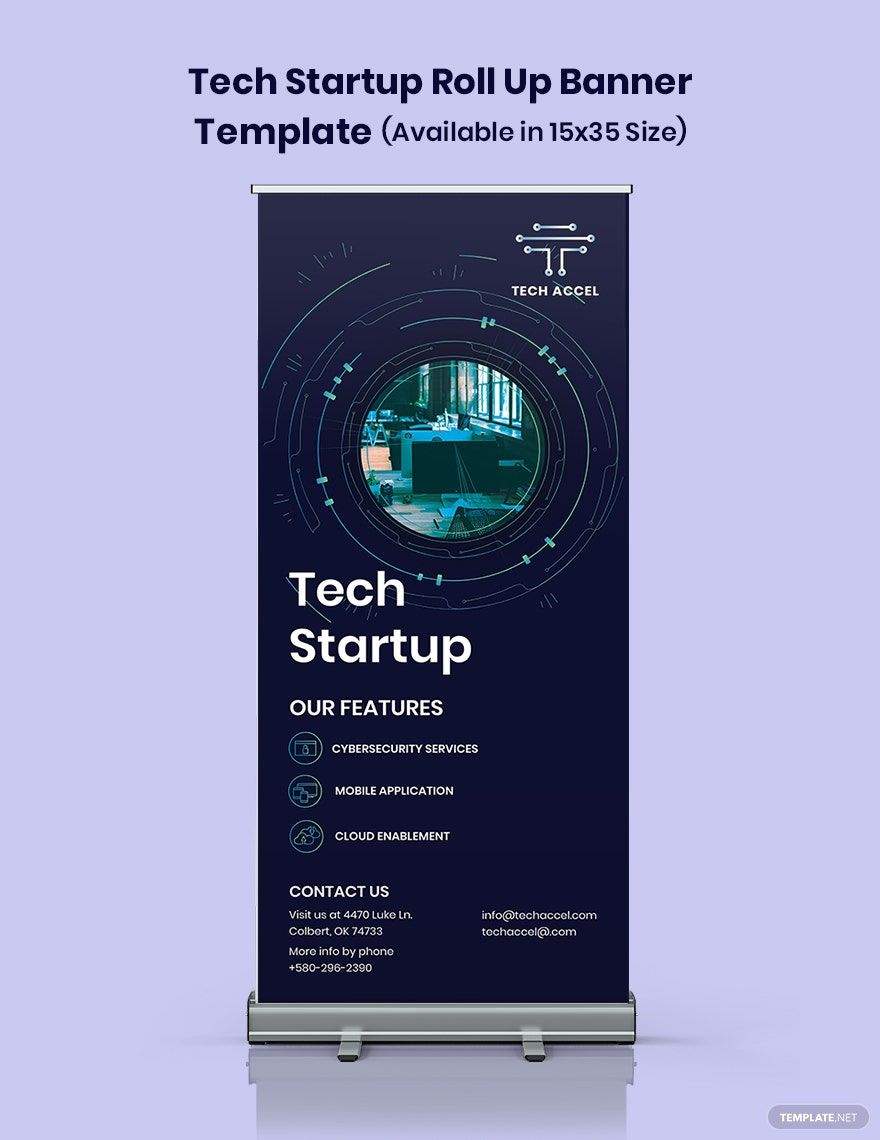 Tech Startup Roll Up Banner
Template (Available in 15x35 Size)
TECH ACCEL
Tech
Startup
OUR FEATURES
CYBERSECURITY SERVICES
MOBILE APPLICATION
CLOUD ENABLEMENT
CONTACT US
Visit us at 4470 Luke Ln.
Colbert, OK 74733
More info by phone
+580-296-2390
info@techaccel.com
techaccel@.com
TEMPLATE.NET